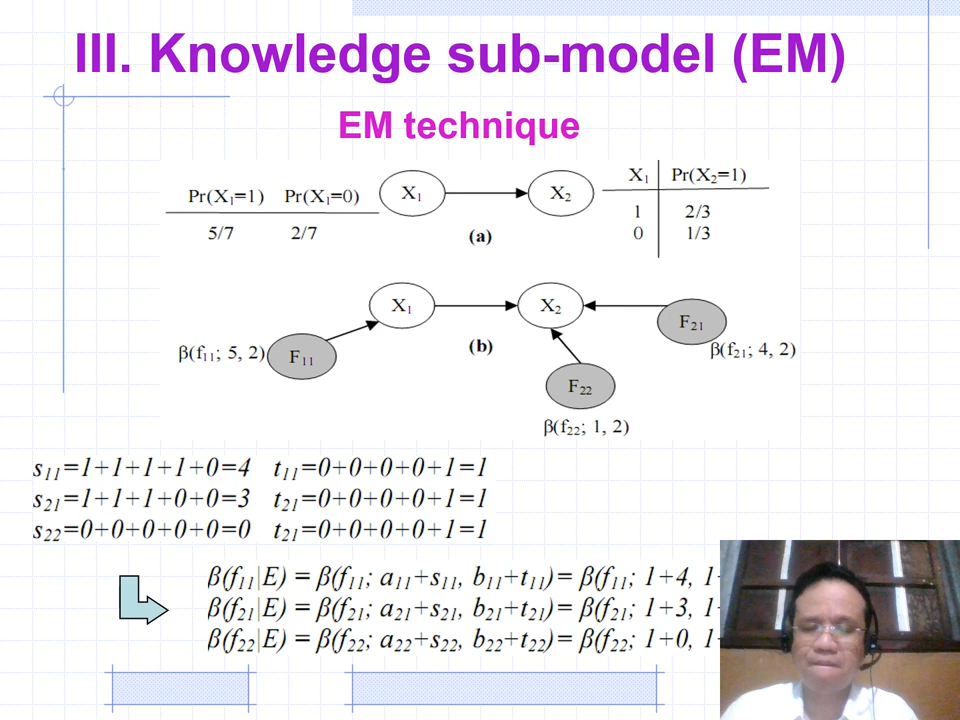 III. Knowledge sub-model (EM)
EM technique
Pr(X₁=1) Pr(X₁=0)
5/7 2/7
X₁
X₂
X₁ Pr(X₂=1)
1 2/3
0 1/3
(a)
X₁
X₂
F₁₁
F₂₁
F₂₂
β(f₁₁; 5, 2)
(b)
β(f₂₁; 4, 2)
β(f₂₂; 1, 2)
s₁₁=1+1+1+1+0=4 t₁₁=0+0+0+0+1=1
s₂₁=1+1+1+0+0=3 t₂₁=0+0+0+0+1=1
s₂₂=0+0+0+0+0=0 t₂₁=0+0+0+0+1=1
β(f₁₁|E) = β(f₁₁; a₁₁+s₁₁, b₁₁+t₁₁)= β(f₁₁; 1+4, 1
β(f₂₁|E) = β(f₂₁; a₂₁+s₂₁, b₂₁+t₂₁)= β(f₂₁; 1+3, 1
β(f₂₂|E) = β(f₂₂; a₂₂+s₂₂, b₂₂+t₂₂)= β(f₂₂; 1+0, 1